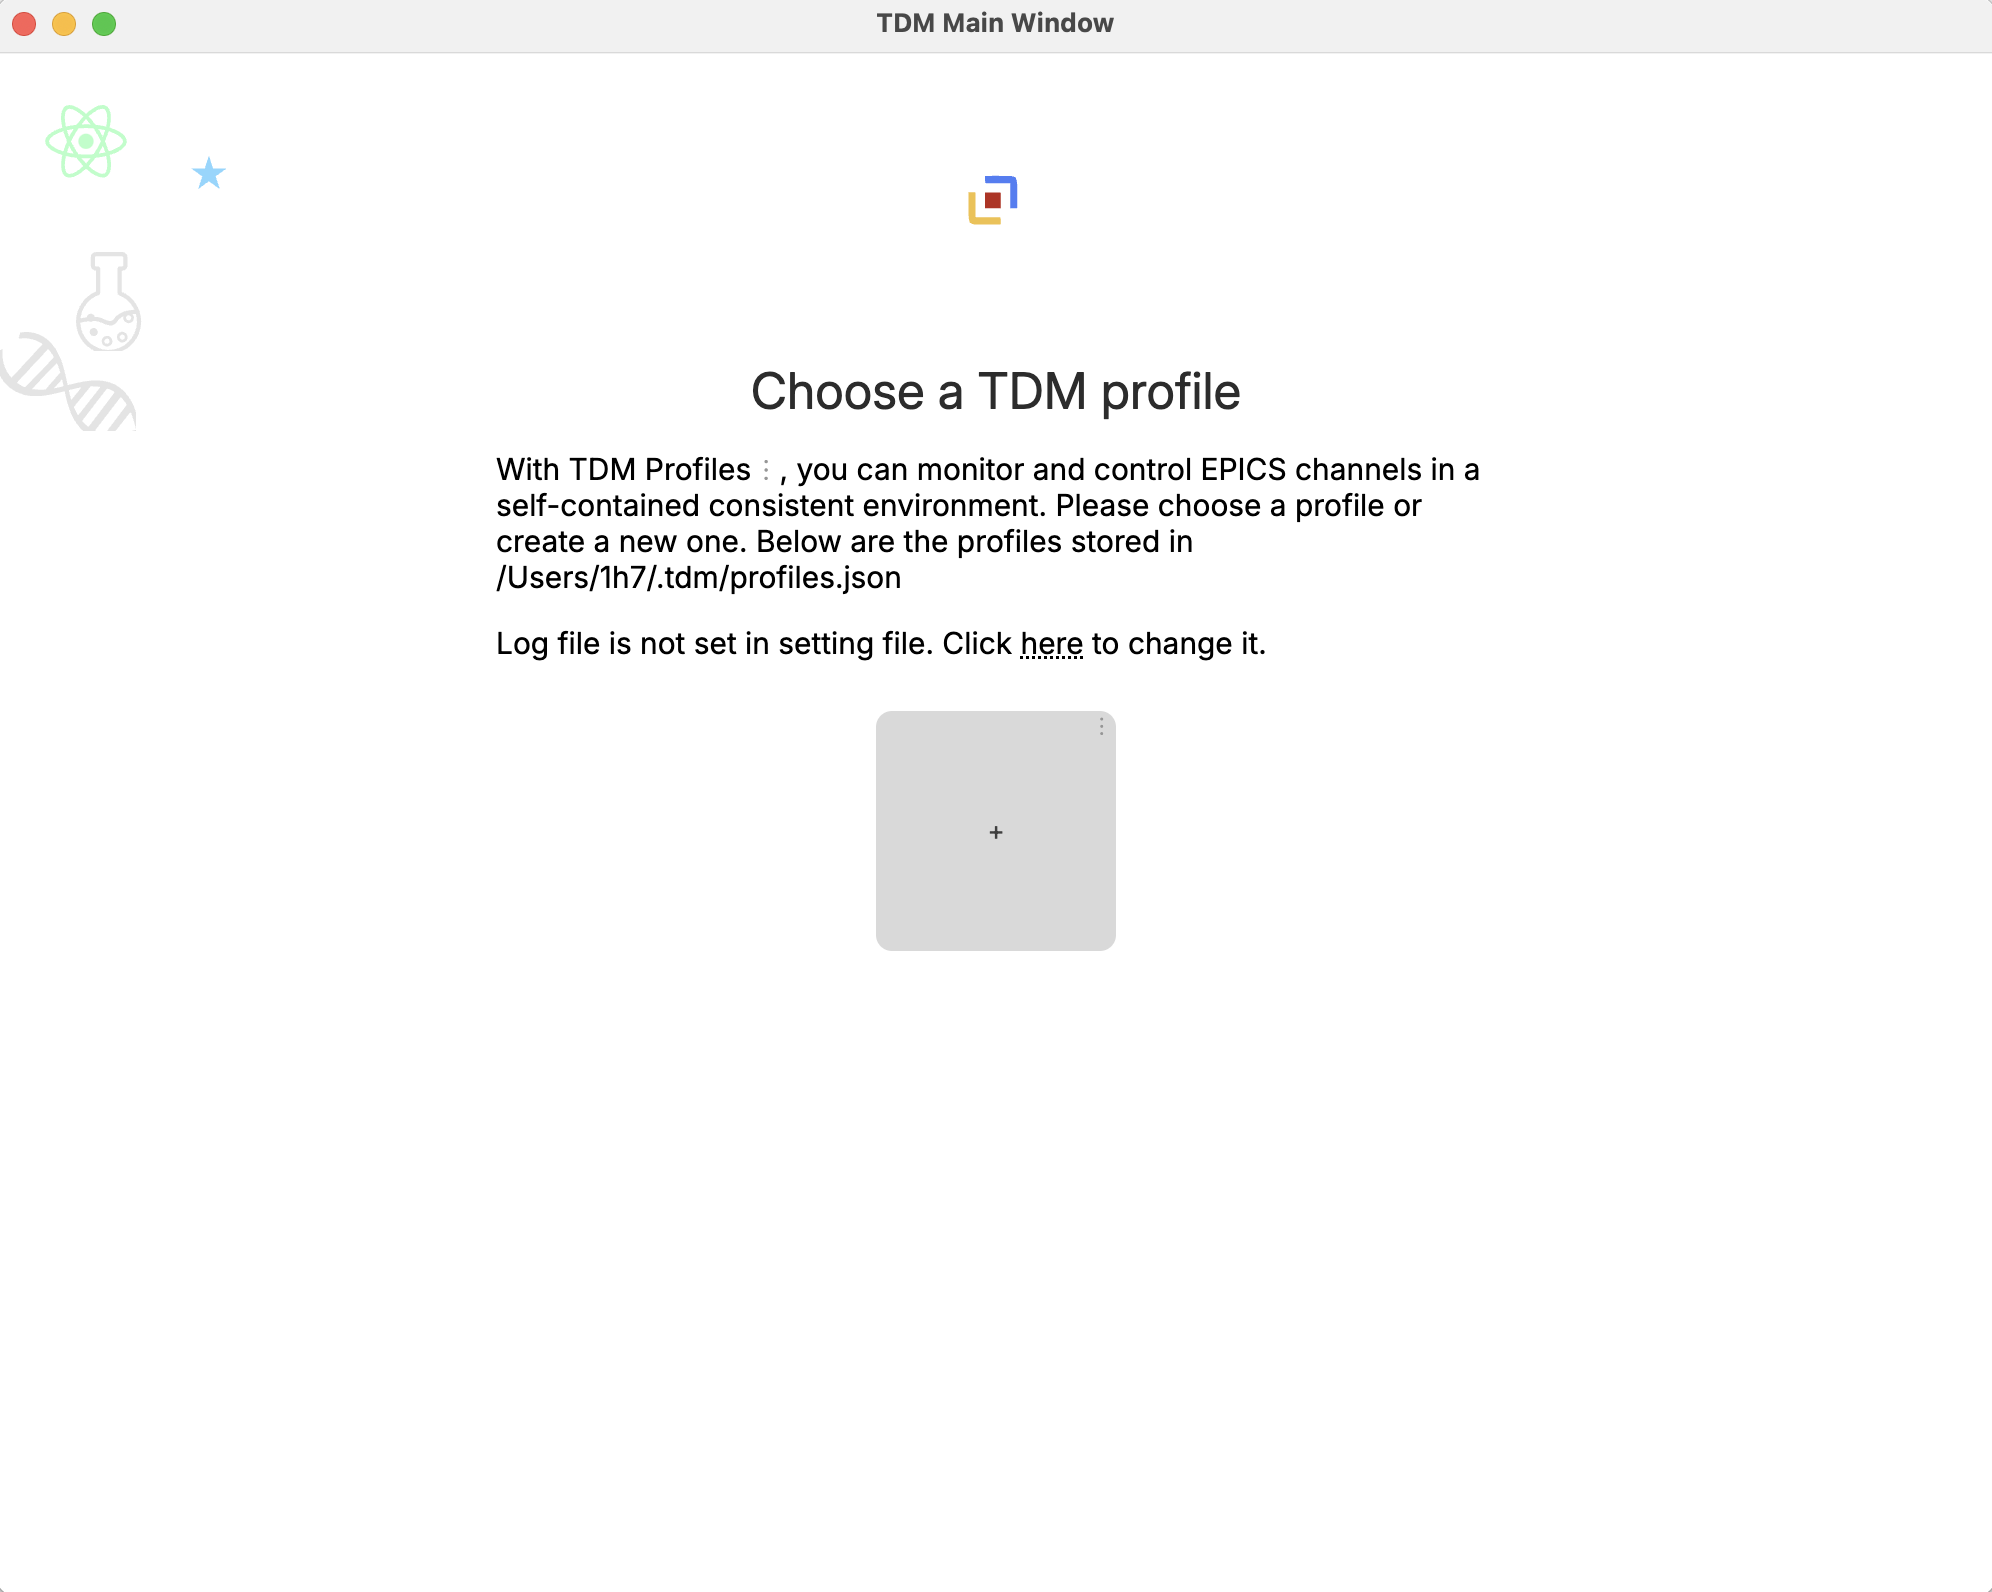 TDM Main Window
Choose a TDM profile
With TDM Profiles ⋮, you can monitor and control EPICS channels in a
self-contained consistent environment. Please choose a profile or
create a new one. Below are the profiles stored in
/Users/1h7/.tdm/profiles.json
Log file is not set in setting file. Click here to change it.
⋮
+